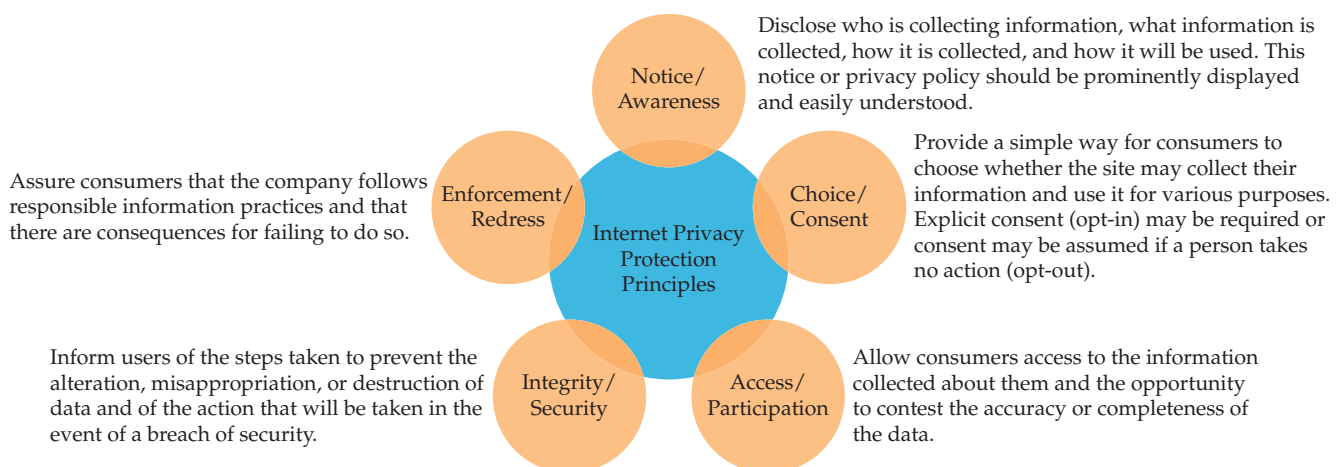 Disclose who is collecting information, what information is
collected, how it is collected, and how it will be used. This
notice or privacy policy should be prominently displayed
and easily understood.
Notice/
Awareness
Provide a simple way for consumers to
choose whether the site may collect their
information and use it for various purposes.
Explicit consent (opt-in) may be required or
consent may be assumed if a person takes
no action (opt-out).
Choice/
Consent
Assure consumers that the company follows
responsible information practices and that
there are consequences for failing to do so.
Enforcement/
Redress
Internet Privacy
Protection
Principles
Inform users of the steps taken to prevent the
alteration, misappropriation, or destruction of
data and of the action that will be taken in the
event of a breach of security.
Integrity/
Security
Access/
Participation
Allow consumers access to the information
collected about them and the opportunity
to contest the accuracy or completeness of
the data.